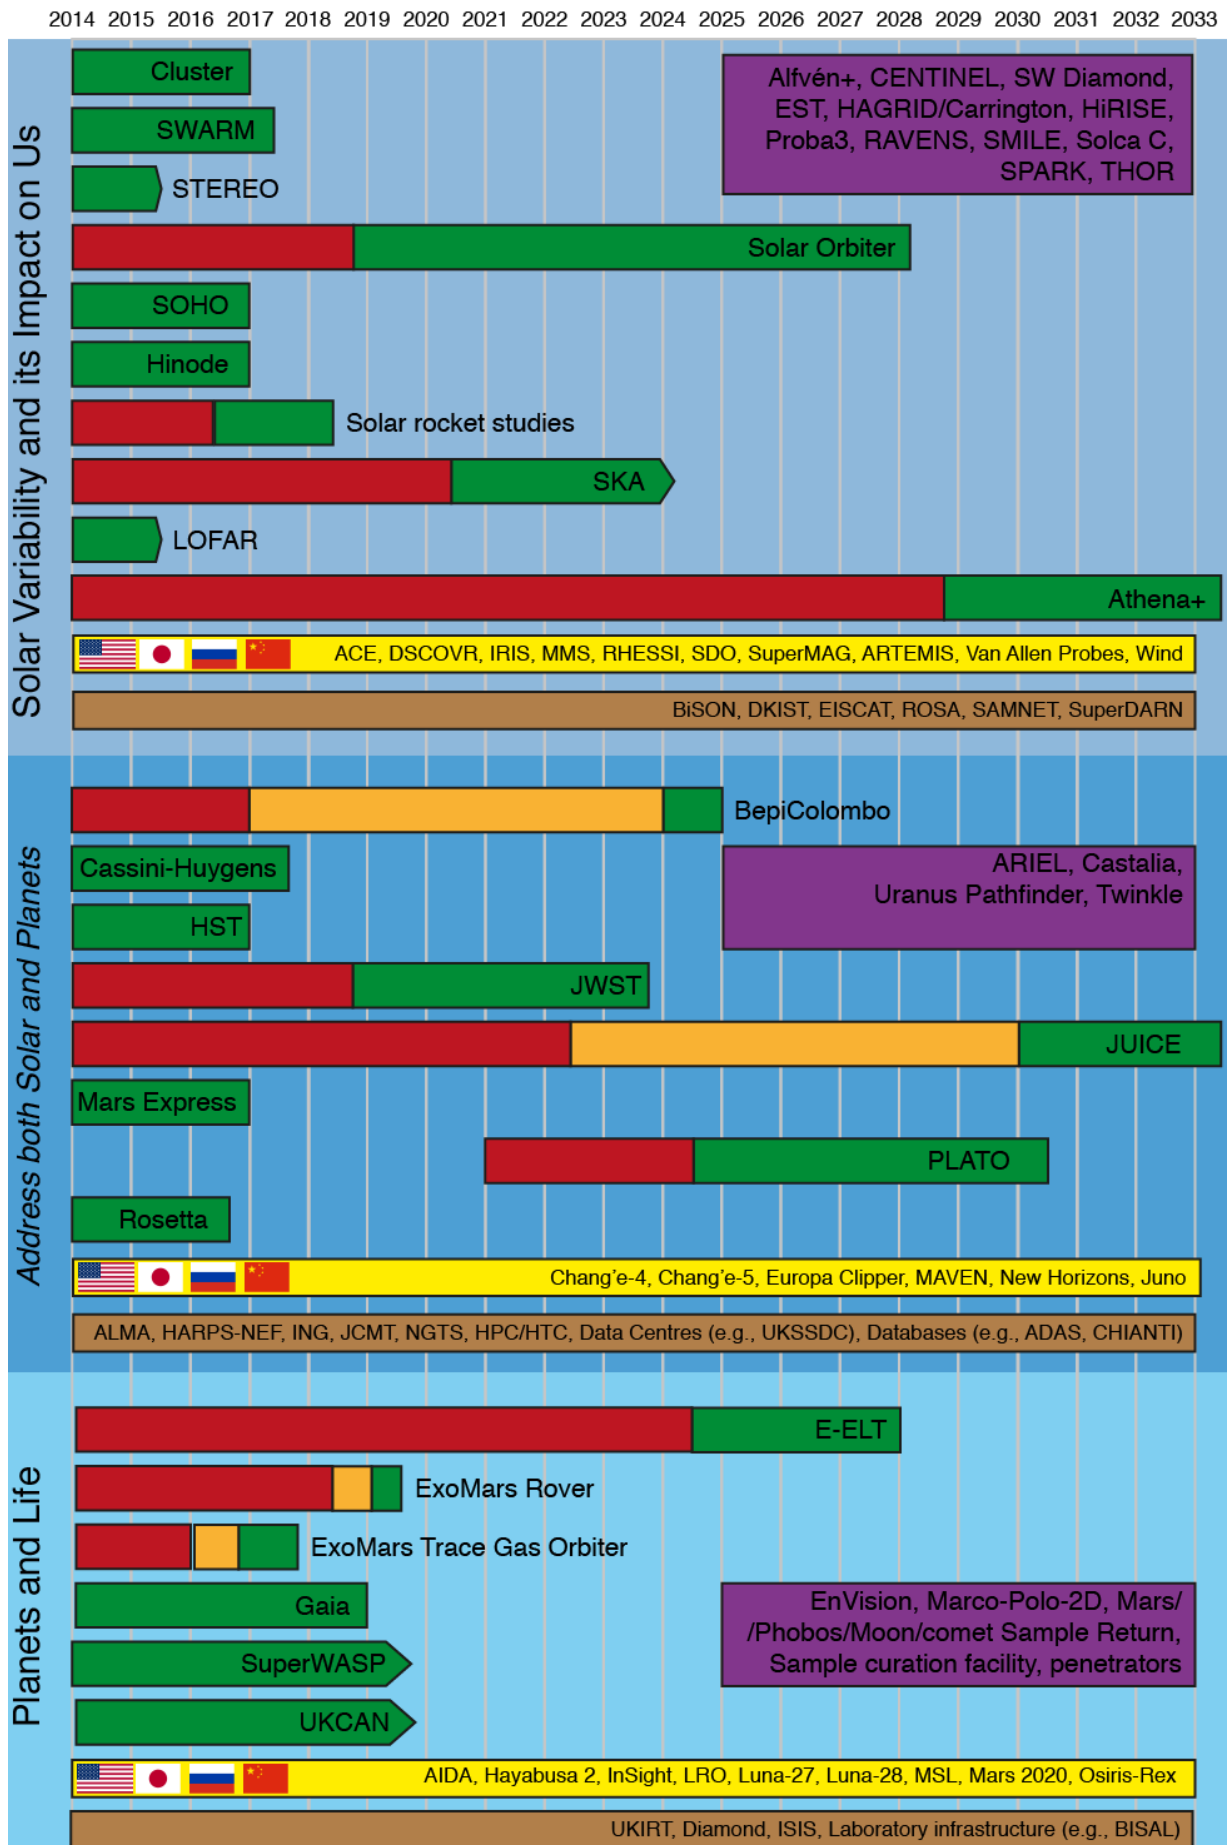 2014 2015 2016 2017 2018 2019 2020 2021 2022 2023 2024 2025 2026 2027 2028 2029 2030 2031 2032 2033
Solar Variability and its Impact on Us
Cluster
Alfvén+, CENTINEL, SW Diamond,
EST, HAGRID/Carrington, HiRISE,
Proba3, RAVENS, SMILE, Solca C,
SPARK, THOR
SWARM
STEREO
Solar Orbiter
SOHO
Hinode
Solar rocket studies
SKA
LOFAR
Athena+
ACE, DSCOVR, IRIS, MMS, RHESSI, SDO, SuperMAG, ARTEMIS, Van Allen Probes, Wind
BiSON, DKIST, EISCAT, ROSA, SAMNET, SuperDARN
Address both Solar and Planets
BepiColombo
Cassini-Huygens
ARIEL, Castalia,
Uranus Pathfinder, Twinkle
HST
JWST
JUICE
Mars Express
PLATO
Rosetta
Chang’e-4, Chang’e-5, Europa Clipper, MAVEN, New Horizons, Juno
ALMA, HARPS-NEF, ING, JCMT, NGTS, HPC/HTC, Data Centres (e.g., UKSSDC), Databases (e.g., ADAS, CHIANTI)
Planets and Life
E-ELT
ExoMars Rover
ExoMars Trace Gas Orbiter
Gaia
EnVision, Marco-Polo-2D, Mars/
/Phobos/Moon/comet Sample Return,
Sample curation facility, penetrators
SuperWASP
UKCAN
AIDA, Hayabusa 2, InSight, LRO, Luna-27, Luna-28, MSL, Mars 2020, Osiris-Rex
UKIRT, Diamond, ISIS, Laboratory infrastructure (e.g., BISAL)